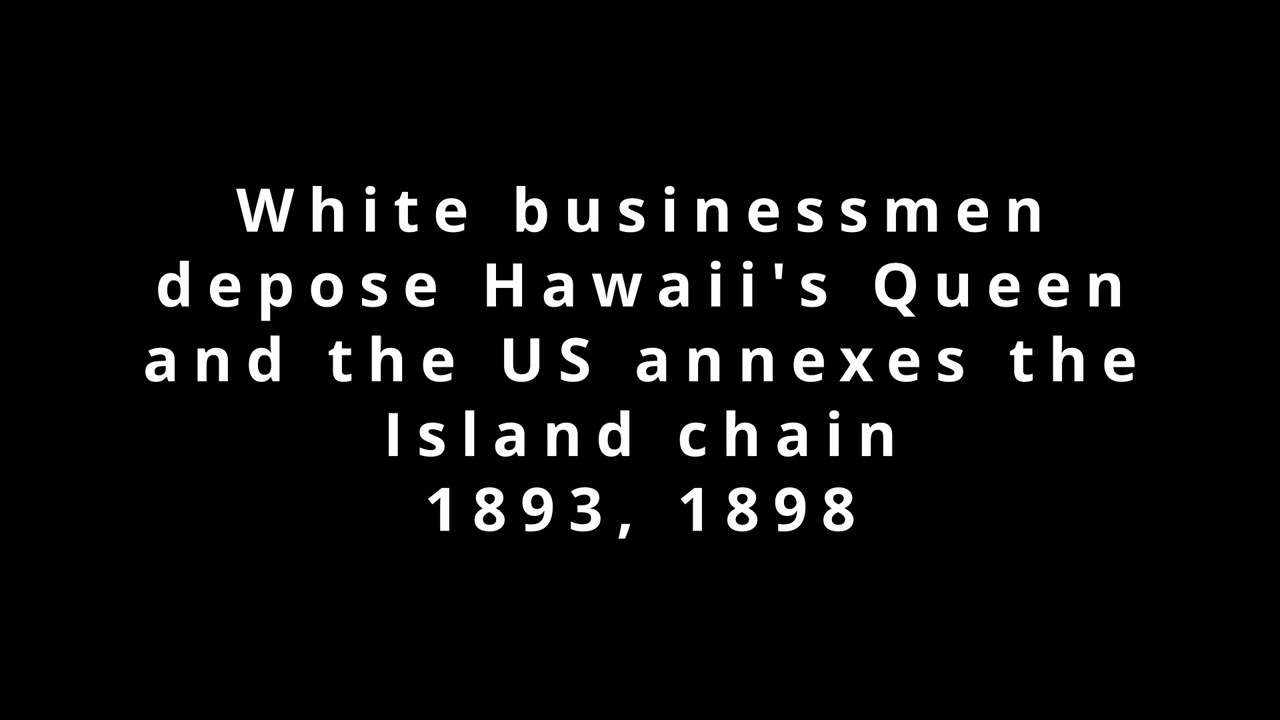 White businessmen
depose Hawaii's Queen
and the US annexes the
Island chain
1893, 1898